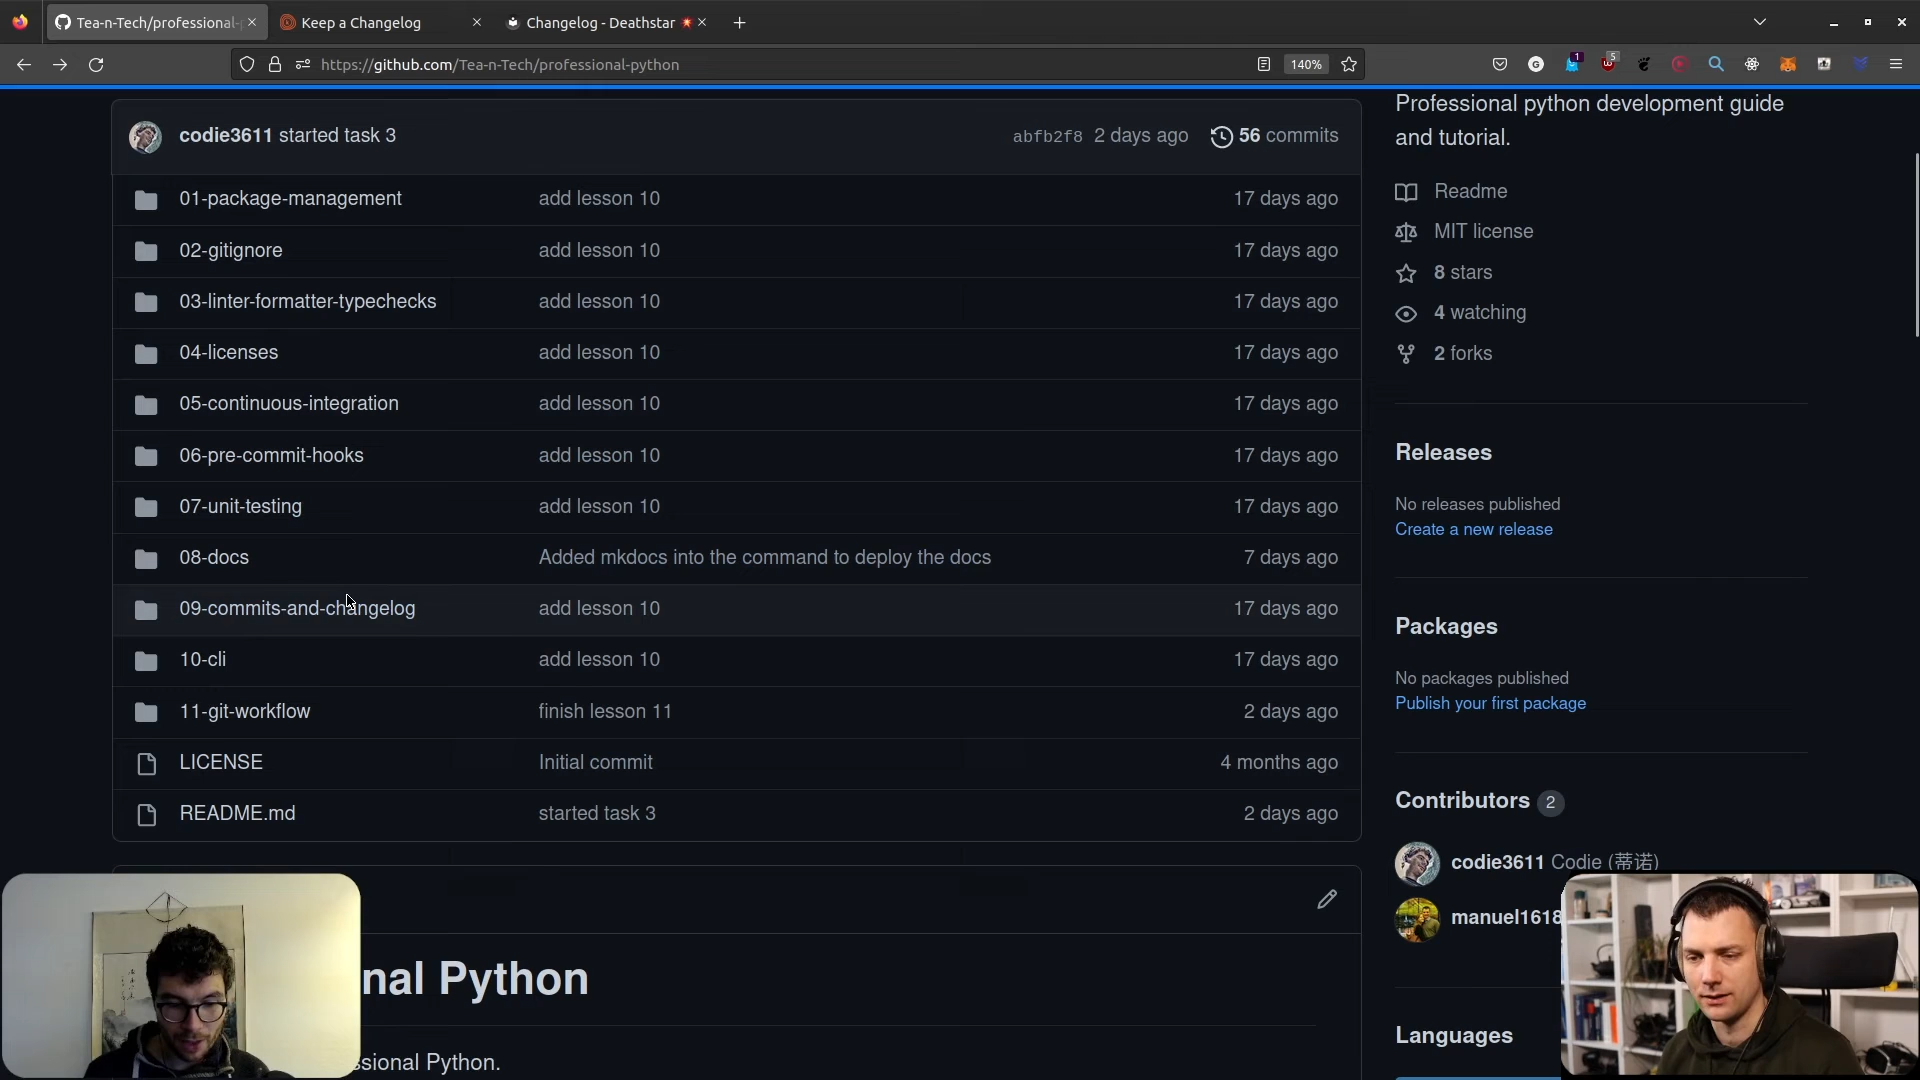 Tea-n-Tech/professional-
Keep a Changelog
Changelog - Deathstar
https://github.com/Tea-n-Tech/professional-python
140%
1
5
codie3611 started task 3
abfb2f8 2 days ago
56 commits
01-package-management
add lesson 10
17 days ago
02-gitignore
add lesson 10
17 days ago
03-linter-formatter-typechecks
add lesson 10
17 days ago
04-licenses
add lesson 10
17 days ago
05-continuous-integration
add lesson 10
17 days ago
06-pre-commit-hooks
add lesson 10
17 days ago
07-unit-testing
add lesson 10
17 days ago
08-docs
Added mkdocs into the command to deploy the docs
7 days ago
09-commits-and-changelog
add lesson 10
17 days ago
10-cli
add lesson 10
17 days ago
11-git-workflow
finish lesson 11
2 days ago
LICENSE
Initial commit
4 months ago
README.md
started task 3
2 days ago
nal Python
sional Python.
Professional python development guide
and tutorial.
Readme
MIT license
8 stars
4 watching
2 forks
Releases
No releases published
Create a new release
Packages
No packages published
Publish your first package
Contributors 2
codie3611 Codie (蒂诺)
manuel1618
Languages